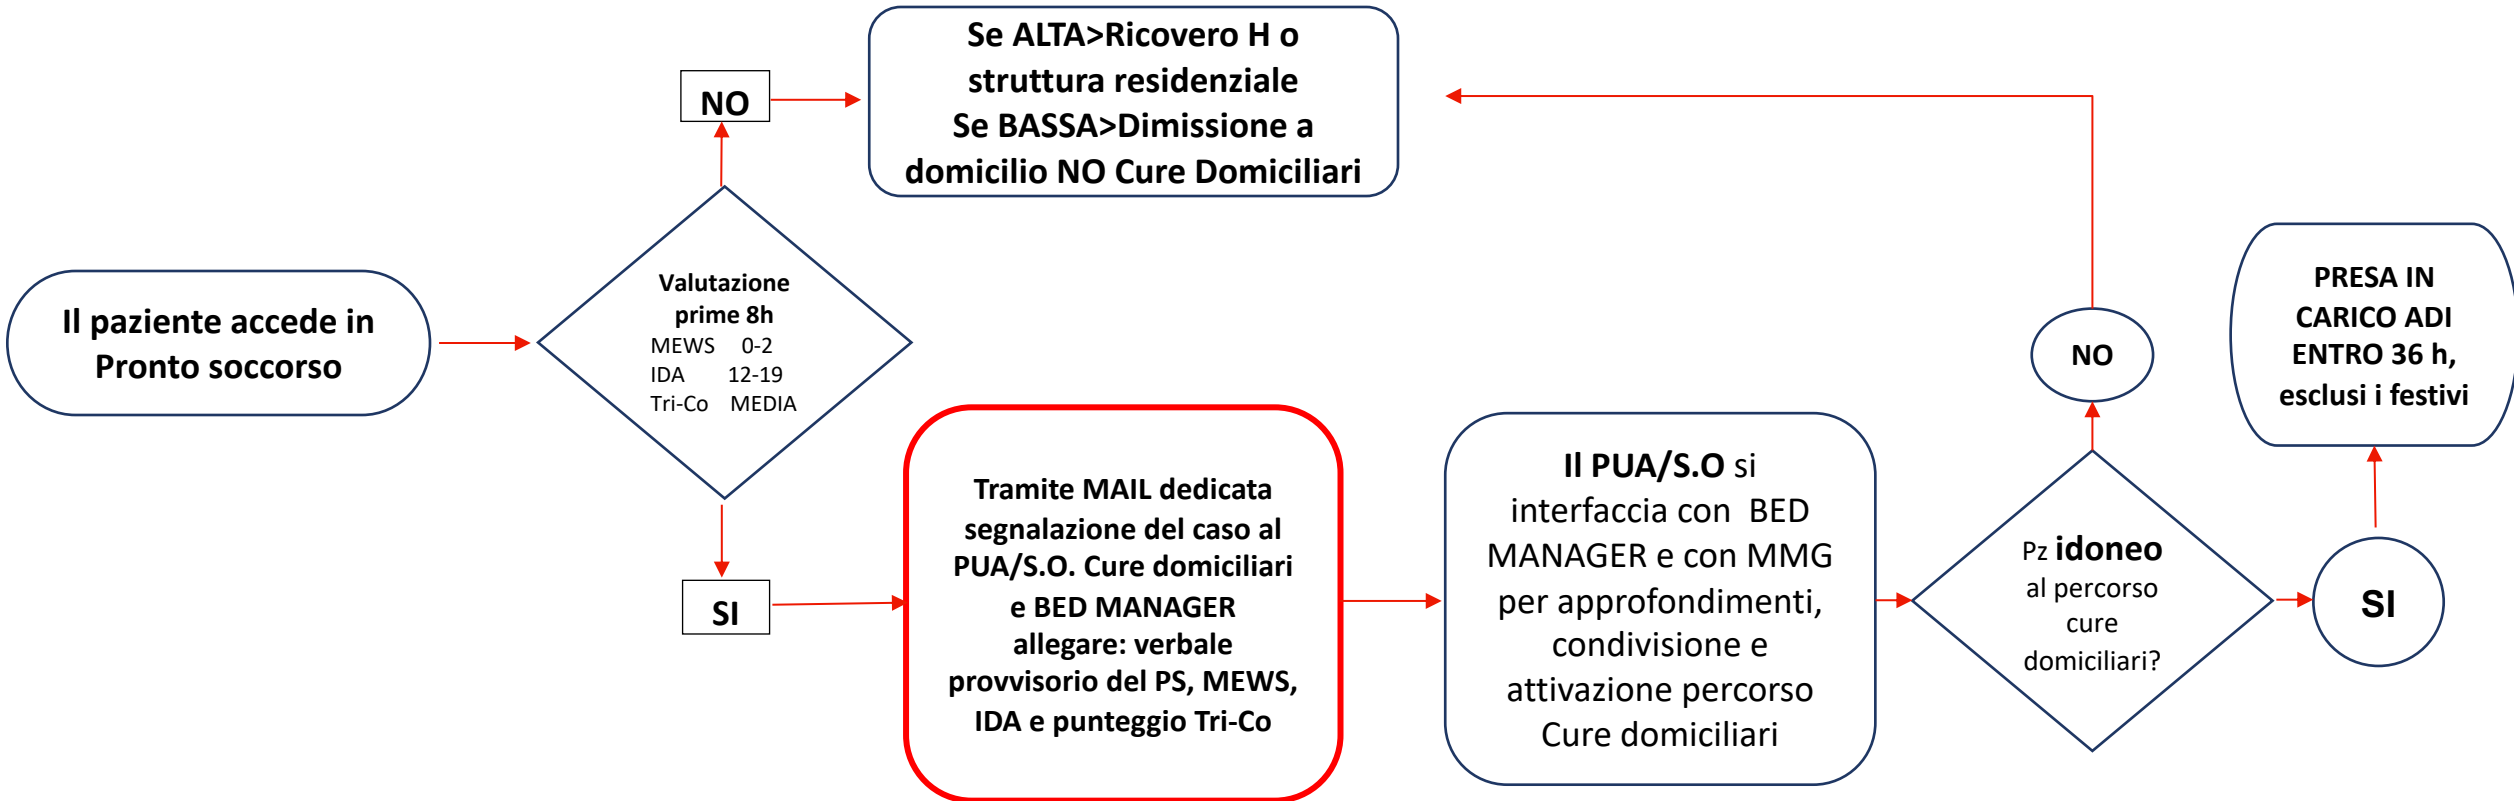 Il paziente accede in
Pronto soccorso
Valutazione
prime 8h
MEWS 0-2
IDA 12-19
Tri-Co MEDIA
NO
Se ALTA>Ricovero H o
struttura residenziale
Se BASSA>Dimissione a
domicilio NO Cure Domiciliari
SI
Tramite MAIL dedicata
segnalazione del caso al
PUA/S.O. Cure domiciliari
e BED MANAGER
allegare: verbale
provvisorio del PS, MEWS,
IDA e punteggio Tri-Co
Il PUA/S.O si
interfaccia con BED
MANAGER e con MMG
per approfondimenti,
condivisione e
attivazione percorso
Cure domiciliari
Pz idoneo
al percorso
cure
domiciliari?
NO
SI
PRESA IN
CARICO ADI
ENTRO 36 h,
esclusi i festivi